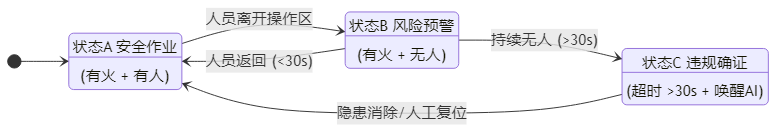 状态A 安全作业
(有火 + 有人)
人员离开操作区
人员返回 (<30s)
状态B 风险预警
(有火 + 无人)
持续无人 (>30s)
状态C 违规确证
(超时 >30s + 唤醒AI)
隐患消除/人工复位